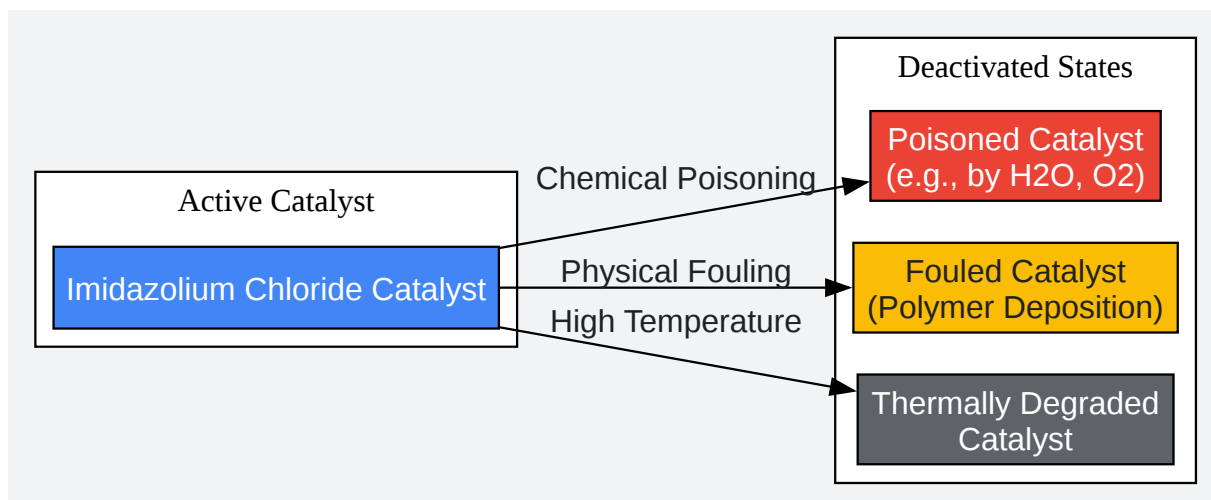 Active Catalyst
Imidazolium Chloride Catalyst
Chemical Poisoning
Physical Fouling
High Temperature
Deactivated States
Poisoned Catalyst
(e.g., by H2O, O2)
Fouled Catalyst
(Polymer Deposition)
Thermally Degraded
Catalyst